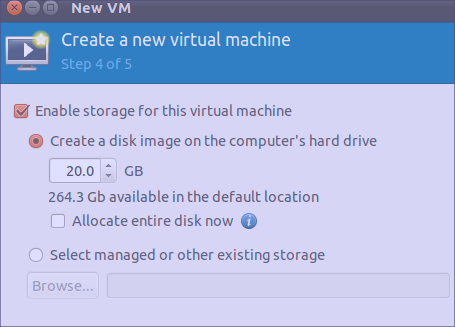 New VM
Create a new virtual machine
Step 4 of 5
Enable storage for this virtual machine
Create a disk image on the computer's hard drive
20.0 GB
264.3 Gb available in the default location
Allocate entire disk now
Select managed or other existing storage
Browse...